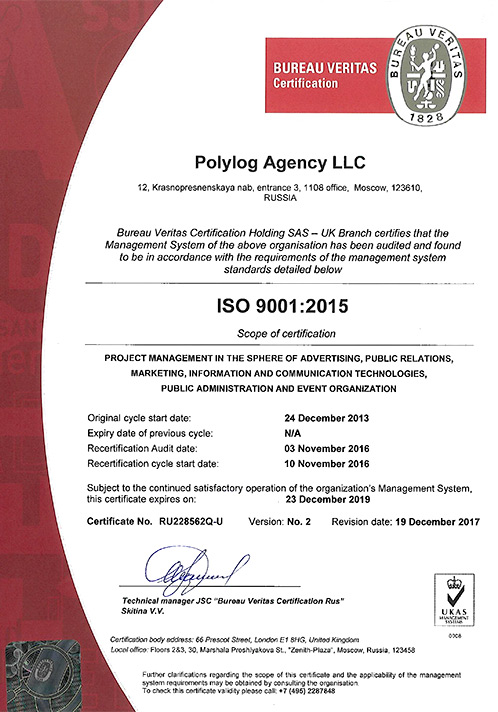 BUREAU VERITAS
Certification
BUREAU VERITAS
1828
Polylog Agency LLC
12, Krasnopresnenskaya nab, entrance 3, 1108 office, Moscow, 123610,
RUSSIA
Bureau Veritas Certification Holding SAS – UK Branch certifies that the
Management System of the above organisation has been audited and found
to be in accordance with the requirements of the management system
standards detailed below
ISO 9001:2015
Scope of certification
PROJECT MANAGEMENT IN THE SPHERE OF ADVERTISING, PUBLIC RELATIONS,
MARKETING, INFORMATION AND COMMUNICATION TECHNOLOGIES,
PUBLIC ADMINISTRATION AND EVENT ORGANIZATION
Original cycle start date: 24 December 2013
Expiry date of previous cycle: N/A
Recertification Audit date: 03 November 2016
Recertification cycle start date: 10 November 2016
Subject to the continued satisfactory operation of the organization's Management System,
this certificate expires on: 23 December 2019
Certificate No. RU228562Q-U Version: No. 2 Revision date: 19 December 2017
Technical manager JSC "Bureau Veritas Certification Rus"
Skitina V.V.
UKAS
MANAGEMENT
SYSTEMS
0008
Certification body address: 66 Prescot Street, London E1 8HG, United Kingdom
Local office: Floors 2&3, 30, Marshala Proshlyakova St., "Zenith-Plaza", Moscow, Russia, 123458
Further clarifications regarding the scope of this certificate and the applicability of the management
system requirements may be obtained by consulting the organisation
To check this certificate validity please call: +7 (495) 2287848